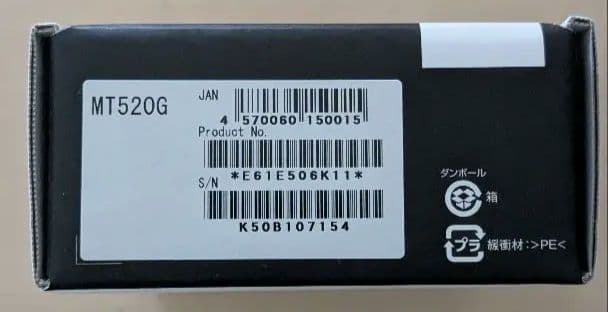 MT520G
JAN
4 570060 150015
Product No.
*E61E506K11*
S/N
K50B107154
ダンボール
箱
プラ 緩衝材:>PE<